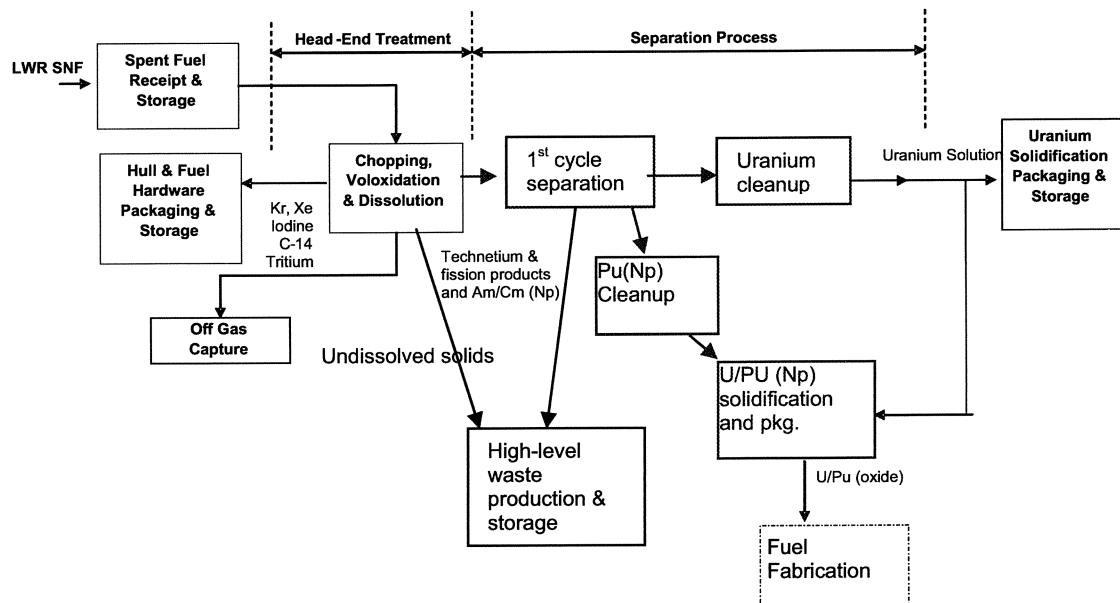 Head -End Treatment
Separation Process
LWR SNF
Spent Fuel
Receipt &
Storage
Hull & Fuel
Hardware
Packaging &
Storage
Chopping,
Voloxidation
& Dissolution
1st cycle
separation
Uranium
cleanup
Uranium Solution
Uranium
Solidification
Packaging &
Storage
Kr, Xe
Iodine
C-14
Tritium
Technetium &
fission products
and Am/Cm (Np)
Pu(Np)
Cleanup
Off Gas
Capture
Undissolved solids
U/PU (Np)
solidification
and pkg.
High-level
waste
production &
storage
U/Pu (oxide)
Fuel
Fabrication